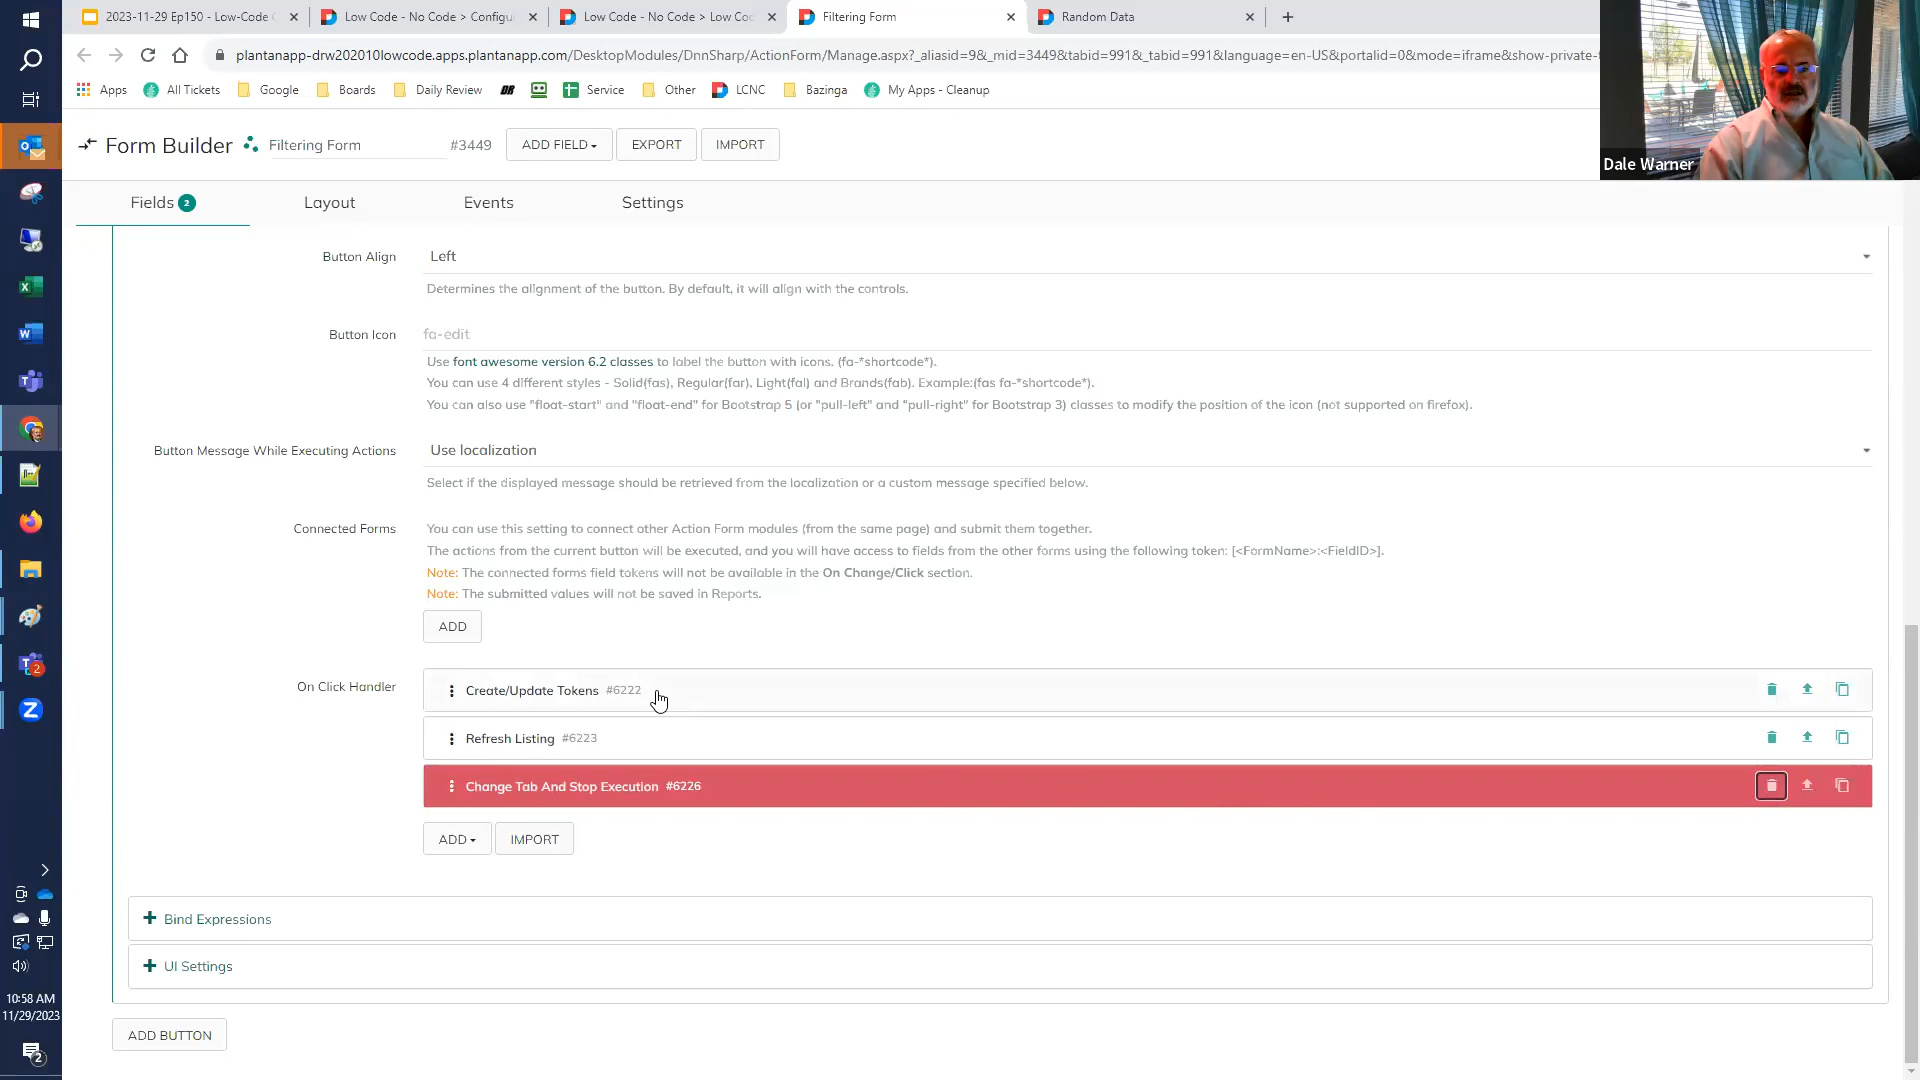 2023-11-29 Ep150 - Low-Code
Low Code - No Code > Configu
Low Code - No Code > Low Co
Filtering Form
Random Data
plantanapp-drw202010lowcode.apps.plantanapp.com/DesktopModules/DnnSharp/ActionForm/Manage.aspx?_aliasid=9&_mid=3449&tabid=991&_tabid=991&language=en-US&portalid=0&mode=iframe&show-private-
Apps
All Tickets
Google
Boards
Daily Review
Service
Other
LCNC
Bazinga
My Apps - Cleanup
Dale Warner
Form Builder
Filtering Form
#3449
ADD FIELD
EXPORT
IMPORT
Fields 2
Layout
Events
Settings
Button Align
Left
Determines the alignment of the button. By default, it will align with the controls.
Button Icon
fa-edit
Use font awesome version 6.2 classes to label the button with icons. (fa-*shortcode*).
You can use 4 different styles - Solid(fas), Regular(far), Light(fal) and Brands(fab). Example:(fas fa-*shortcode*).
You can also use "float-start" and "float-end" for Bootstrap 5 (or "pull-left" and "pull-right" for Bootstrap 3) classes to modify the position of the icon (not supported on firefox).
Button Message While Executing Actions
Use localization
Select if the displayed message should be retrieved from the localization or a custom message specified below.
Connected Forms
You can use this setting to connect other Action Form modules (from the same page) and submit them together.
The actions from the current button will be executed, and you will have access to fields from the other forms using the following token: [<FormName>:<FieldID>].
Note: The connected forms field tokens will not be available in the On Change/Click section.
Note: The submitted values will not be saved in Reports.
ADD
On Click Handler
Create/Update Tokens #6222
Refresh Listing #6223
Change Tab And Stop Execution #6226
ADD
IMPORT
Bind Expressions
UI Settings
ADD BUTTON
10:58 AM
11/29/2023
2
2